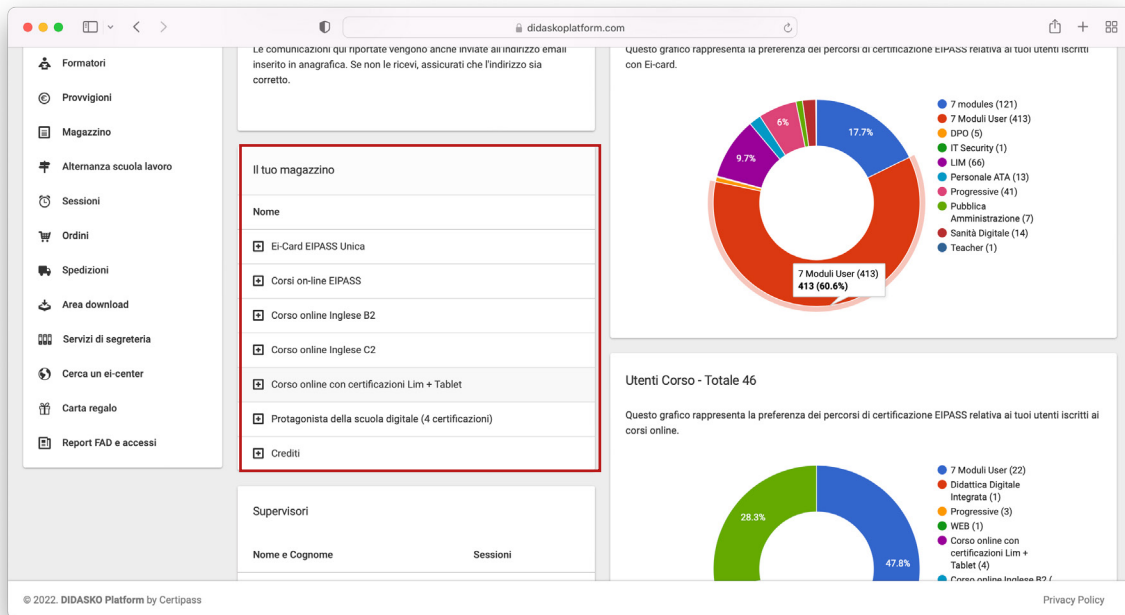 didaskoplatform.com
Formatori
Provvigioni
Magazzino
Alternanza scuola lavoro
Sessioni
Ordini
Spedizioni
Area download
Servizi di segreteria
Cerca un ei-center
Carta regalo
Report FAD e accessi
Le comunicazioni qui riportate vengono anche inviate all'indirizzo email
inserito in anagrafica. Se non le ricevi, assicurati che l'indirizzo sia
corretto.
Il tuo magazzino
Nome
Ei-Card EIPASS Unica
Corsi on-line EIPASS
Corso online Inglese B2
Corso online Inglese C2
Corso online con certificazioni Lim + Tablet
Protagonista della scuola digitale (4 certificazioni)
Crediti
Supervisori
Nome e Cognome Sessioni
Questo grafico rappresenta la preferenza dei percorsi di certificazione EIPASS relativa ai tuoi utenti iscritti
con Ei-card.
17.7%
6%
9.7%
7 Moduli User (413)
413 (60.6%)
7 modules (121)
7 Moduli User (413)
DPO (5)
IT Security (1)
LIM (66)
Personale ATA (13)
Progressive (41)
Pubblica
Amministrazione (7)
Sanità Digitale (14)
Teacher (1)
Utenti Corso - Totale 46
Questo grafico rappresenta la preferenza dei percorsi di certificazione EIPASS relativa ai tuoi utenti iscritti ai
corsi online.
28.3%
47.8%
7 Moduli User (22)
Didattica Digitale
Integrata (1)
Progressive (3)
WEB (1)
Corso online con
certificazioni Lim +
Tablet (4)
Corso online Inglese B2 (
© 2022. DIDASKO Platform by Certipass
Privacy Policy